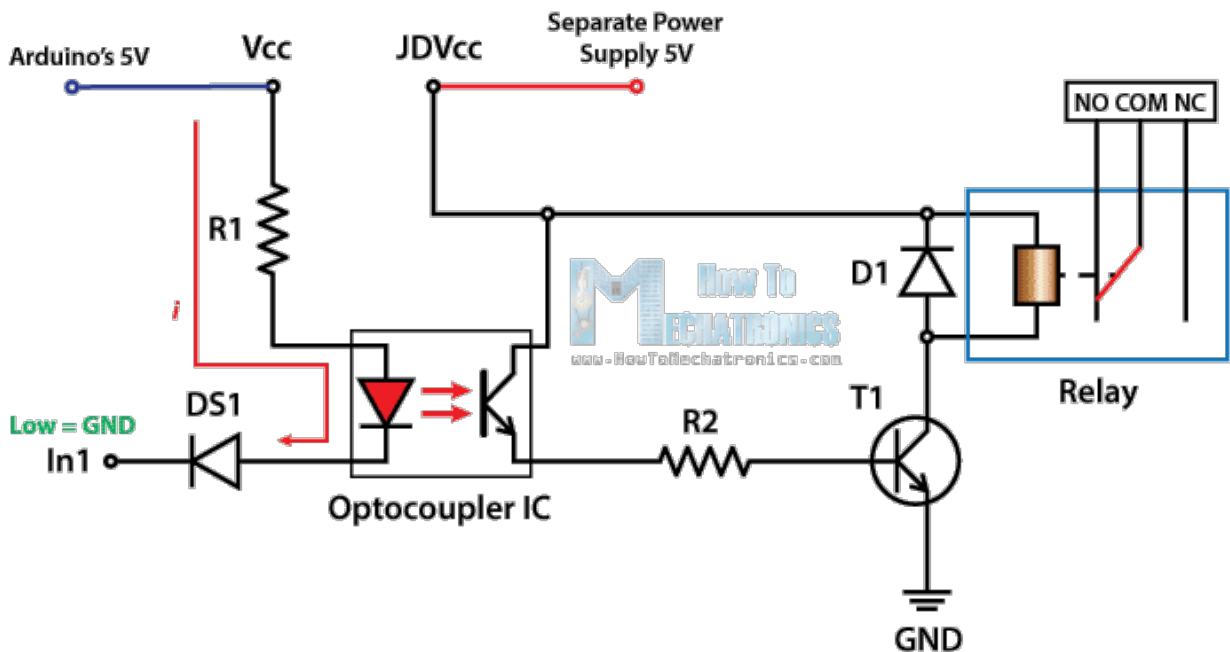 Arduino's 5V
Vcc
JDVcc
Separate Power
Supply 5V
NO COM NC
R1
i
D1
How To
MECHATRONICS
www.HowToMechatronics.com
Relay
DS1
T1
R2
Low = GND
In1
Optocoupler IC
GND